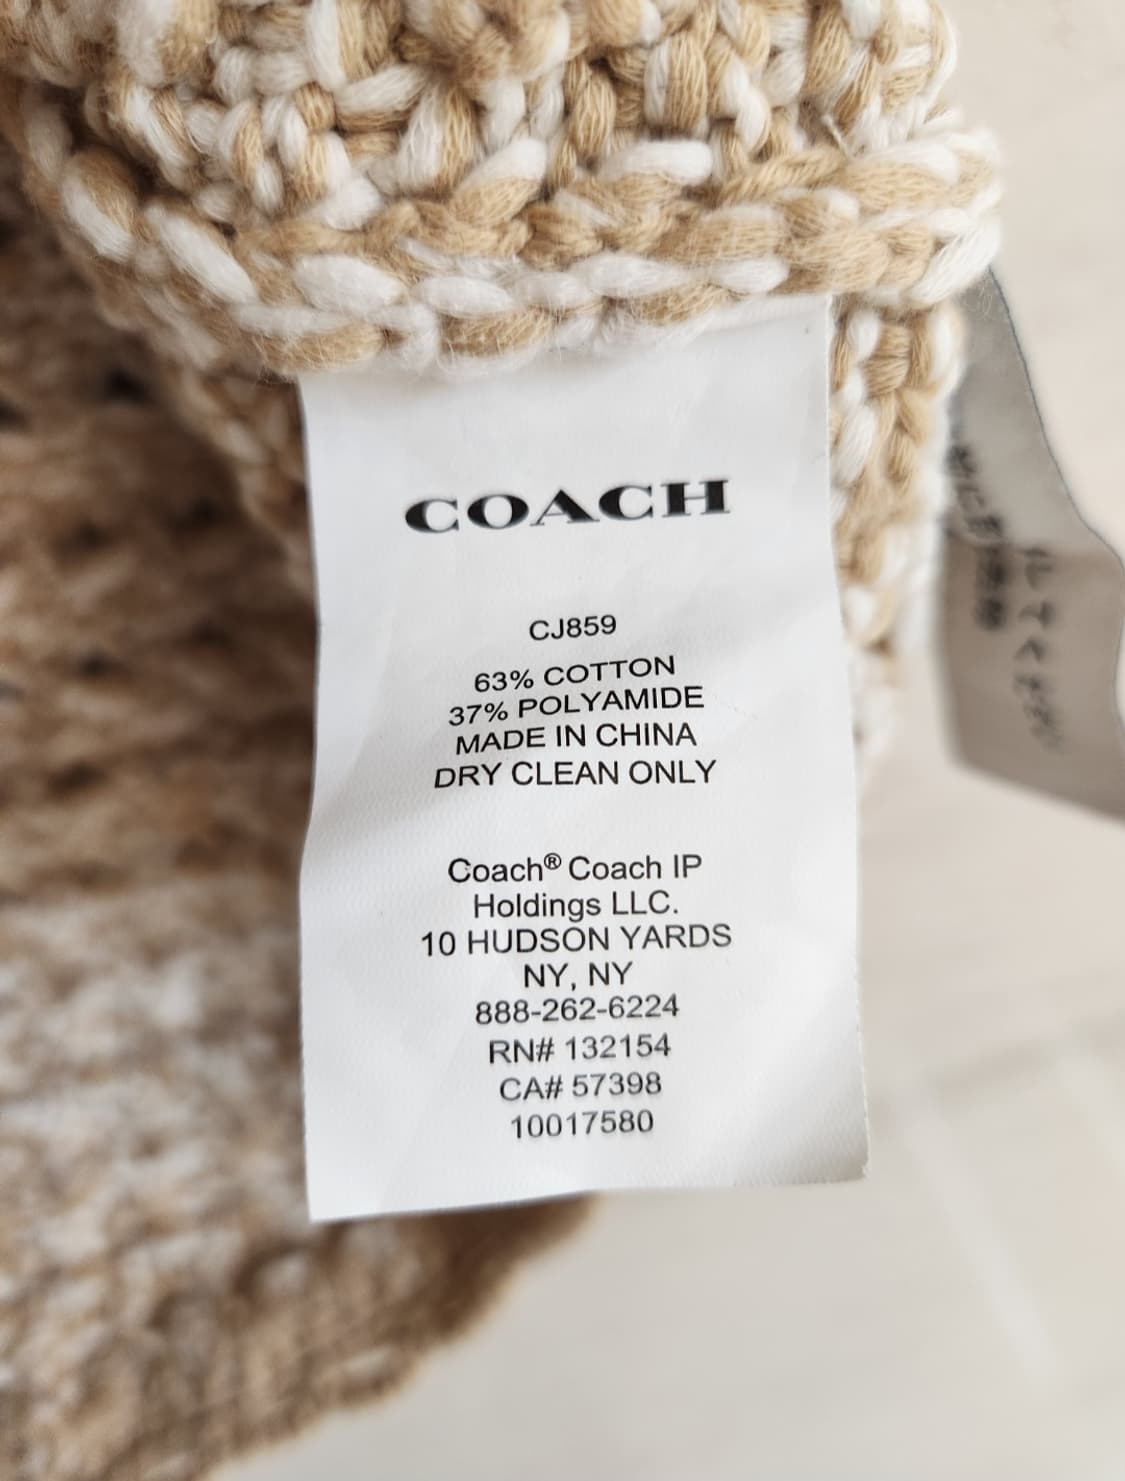 COACH
CJ859
63% COTTON
37% POLYAMIDE
MADE IN CHINA
DRY CLEAN ONLY
Coach® Coach IP
Holdings LLC.
10 HUDSON YARDS
NY, NY
888-262-6224
RN# 132154
CA# 57398
10017580